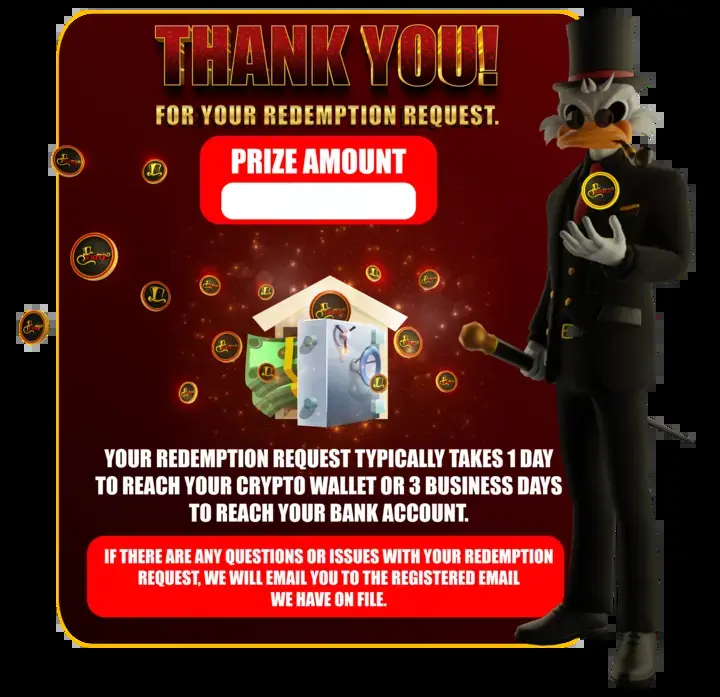 THANK YOU!
FOR YOUR REDEMPTION REQUEST.
PRIZE AMOUNT
YOUR REDEMPTION REQUEST TYPICALLY TAKES 1 DAY
TO REACH YOUR CRYPTO WALLET OR 3 BUSINESS DAYS
TO REACH YOUR BANK ACCOUNT.
IF THERE ARE ANY QUESTIONS OR ISSUES WITH YOUR REDEMPTION
REQUEST, WE WILL EMAIL YOU TO THE REGISTERED EMAIL
WE HAVE ON FILE.